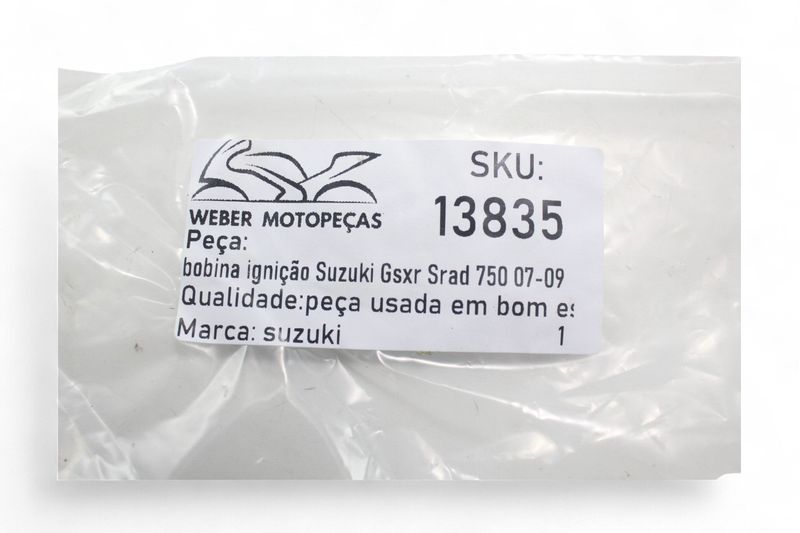 SKU:
13835
WEBER MOTOPEÇAS
Peça:
bobina ignição Suzuki Gsxr Srad 750 07-09
Qualidade:peça usada em bom
Marca: suzuki
1